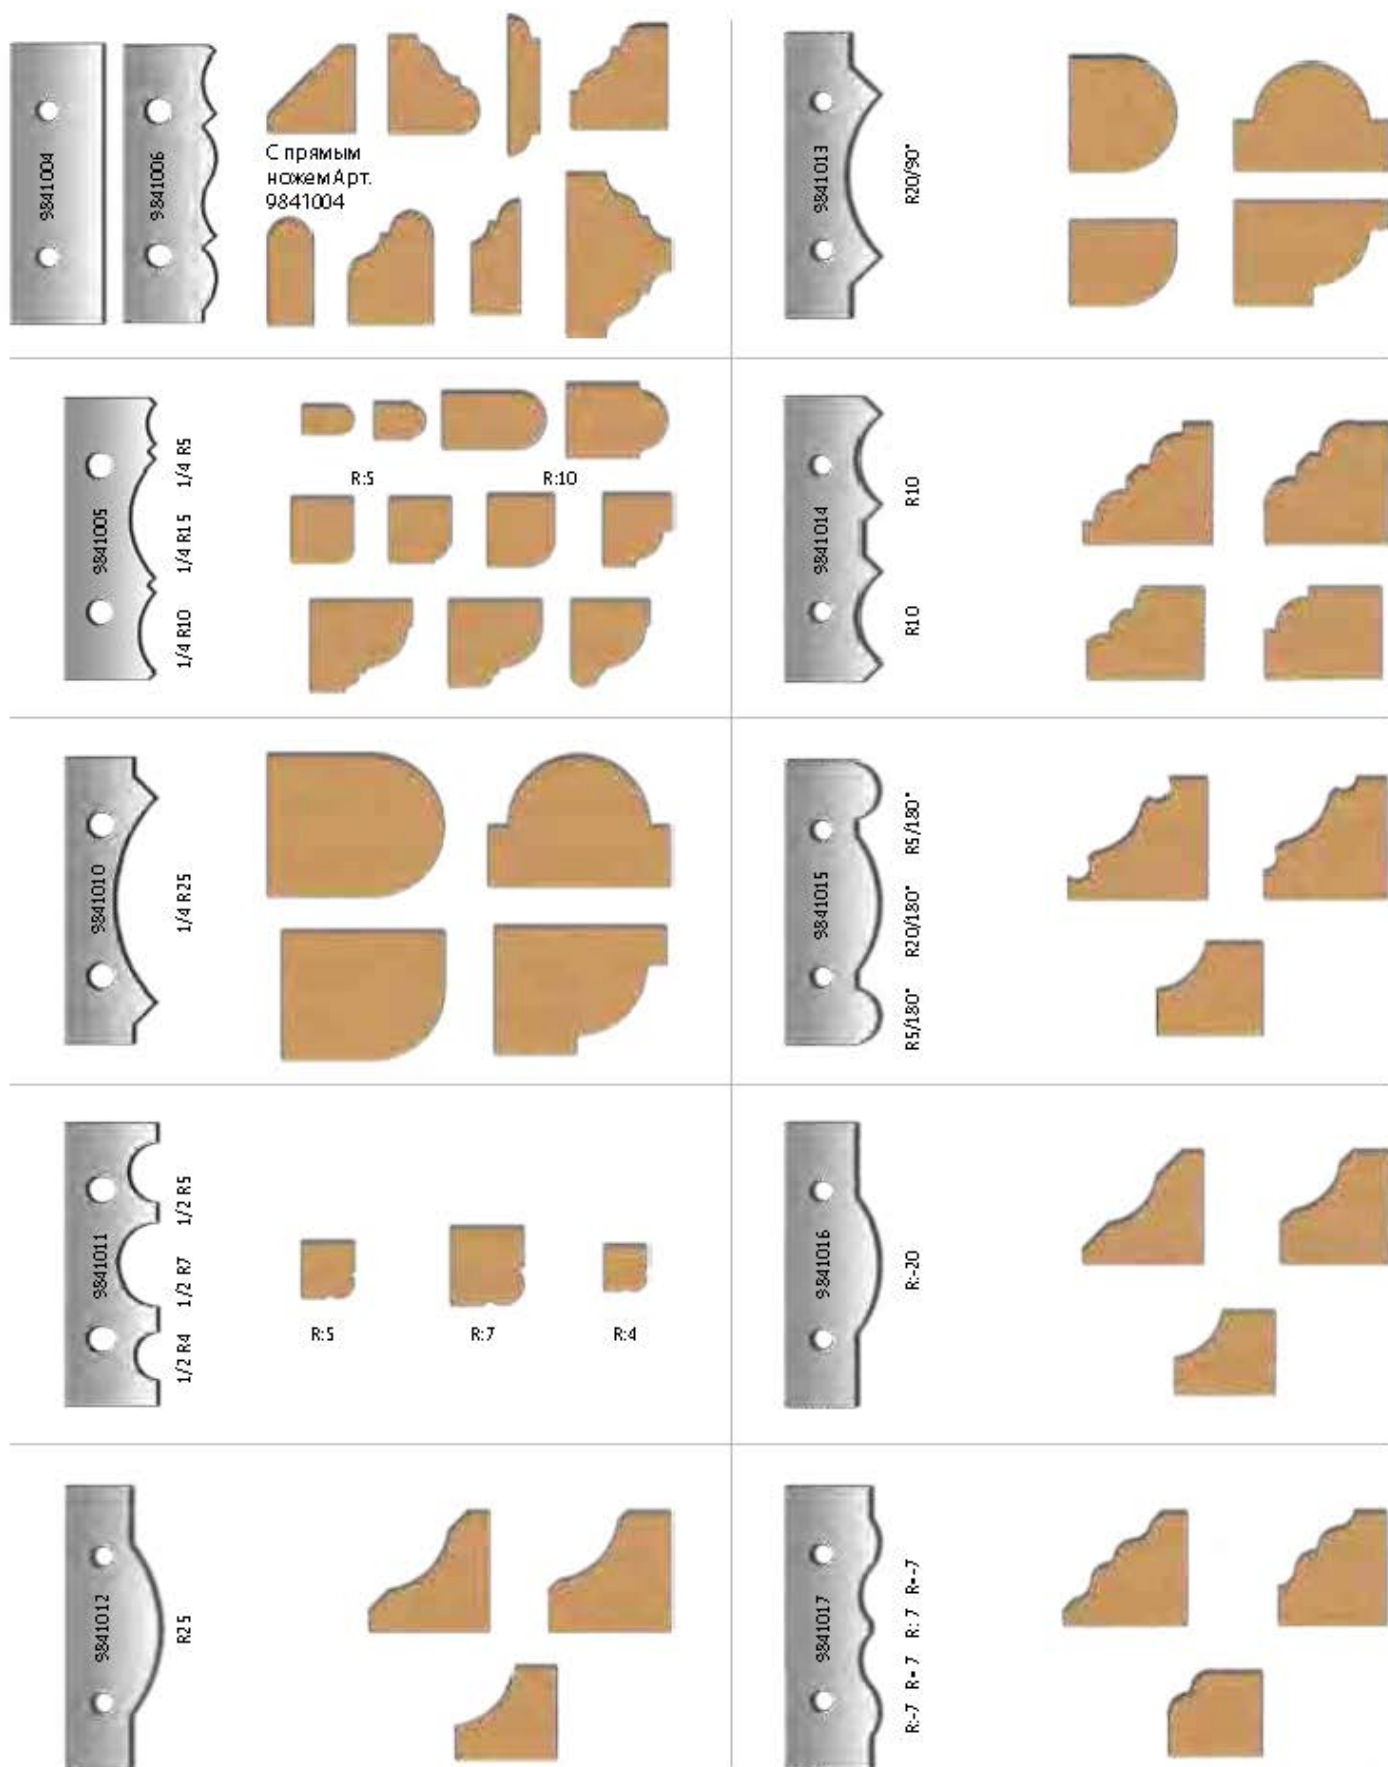 9841004
9841006
С прямым
ножем Арт.
9841004
9841013
R20/90°
9841005
1/4 R5
1/4 R15
1/4 R10
R:5
R:10
9841014
R10
R10
9841010
1/4 R25
9841015
R5/180°
R20/180°
R5/180°
9841011
1/2 R5
1/2 R7
1/2 R4
R:5
R:7
R:4
9841016
R:-20
9841012
R25
9841017
R:-7 R=7 R:7 R=-7